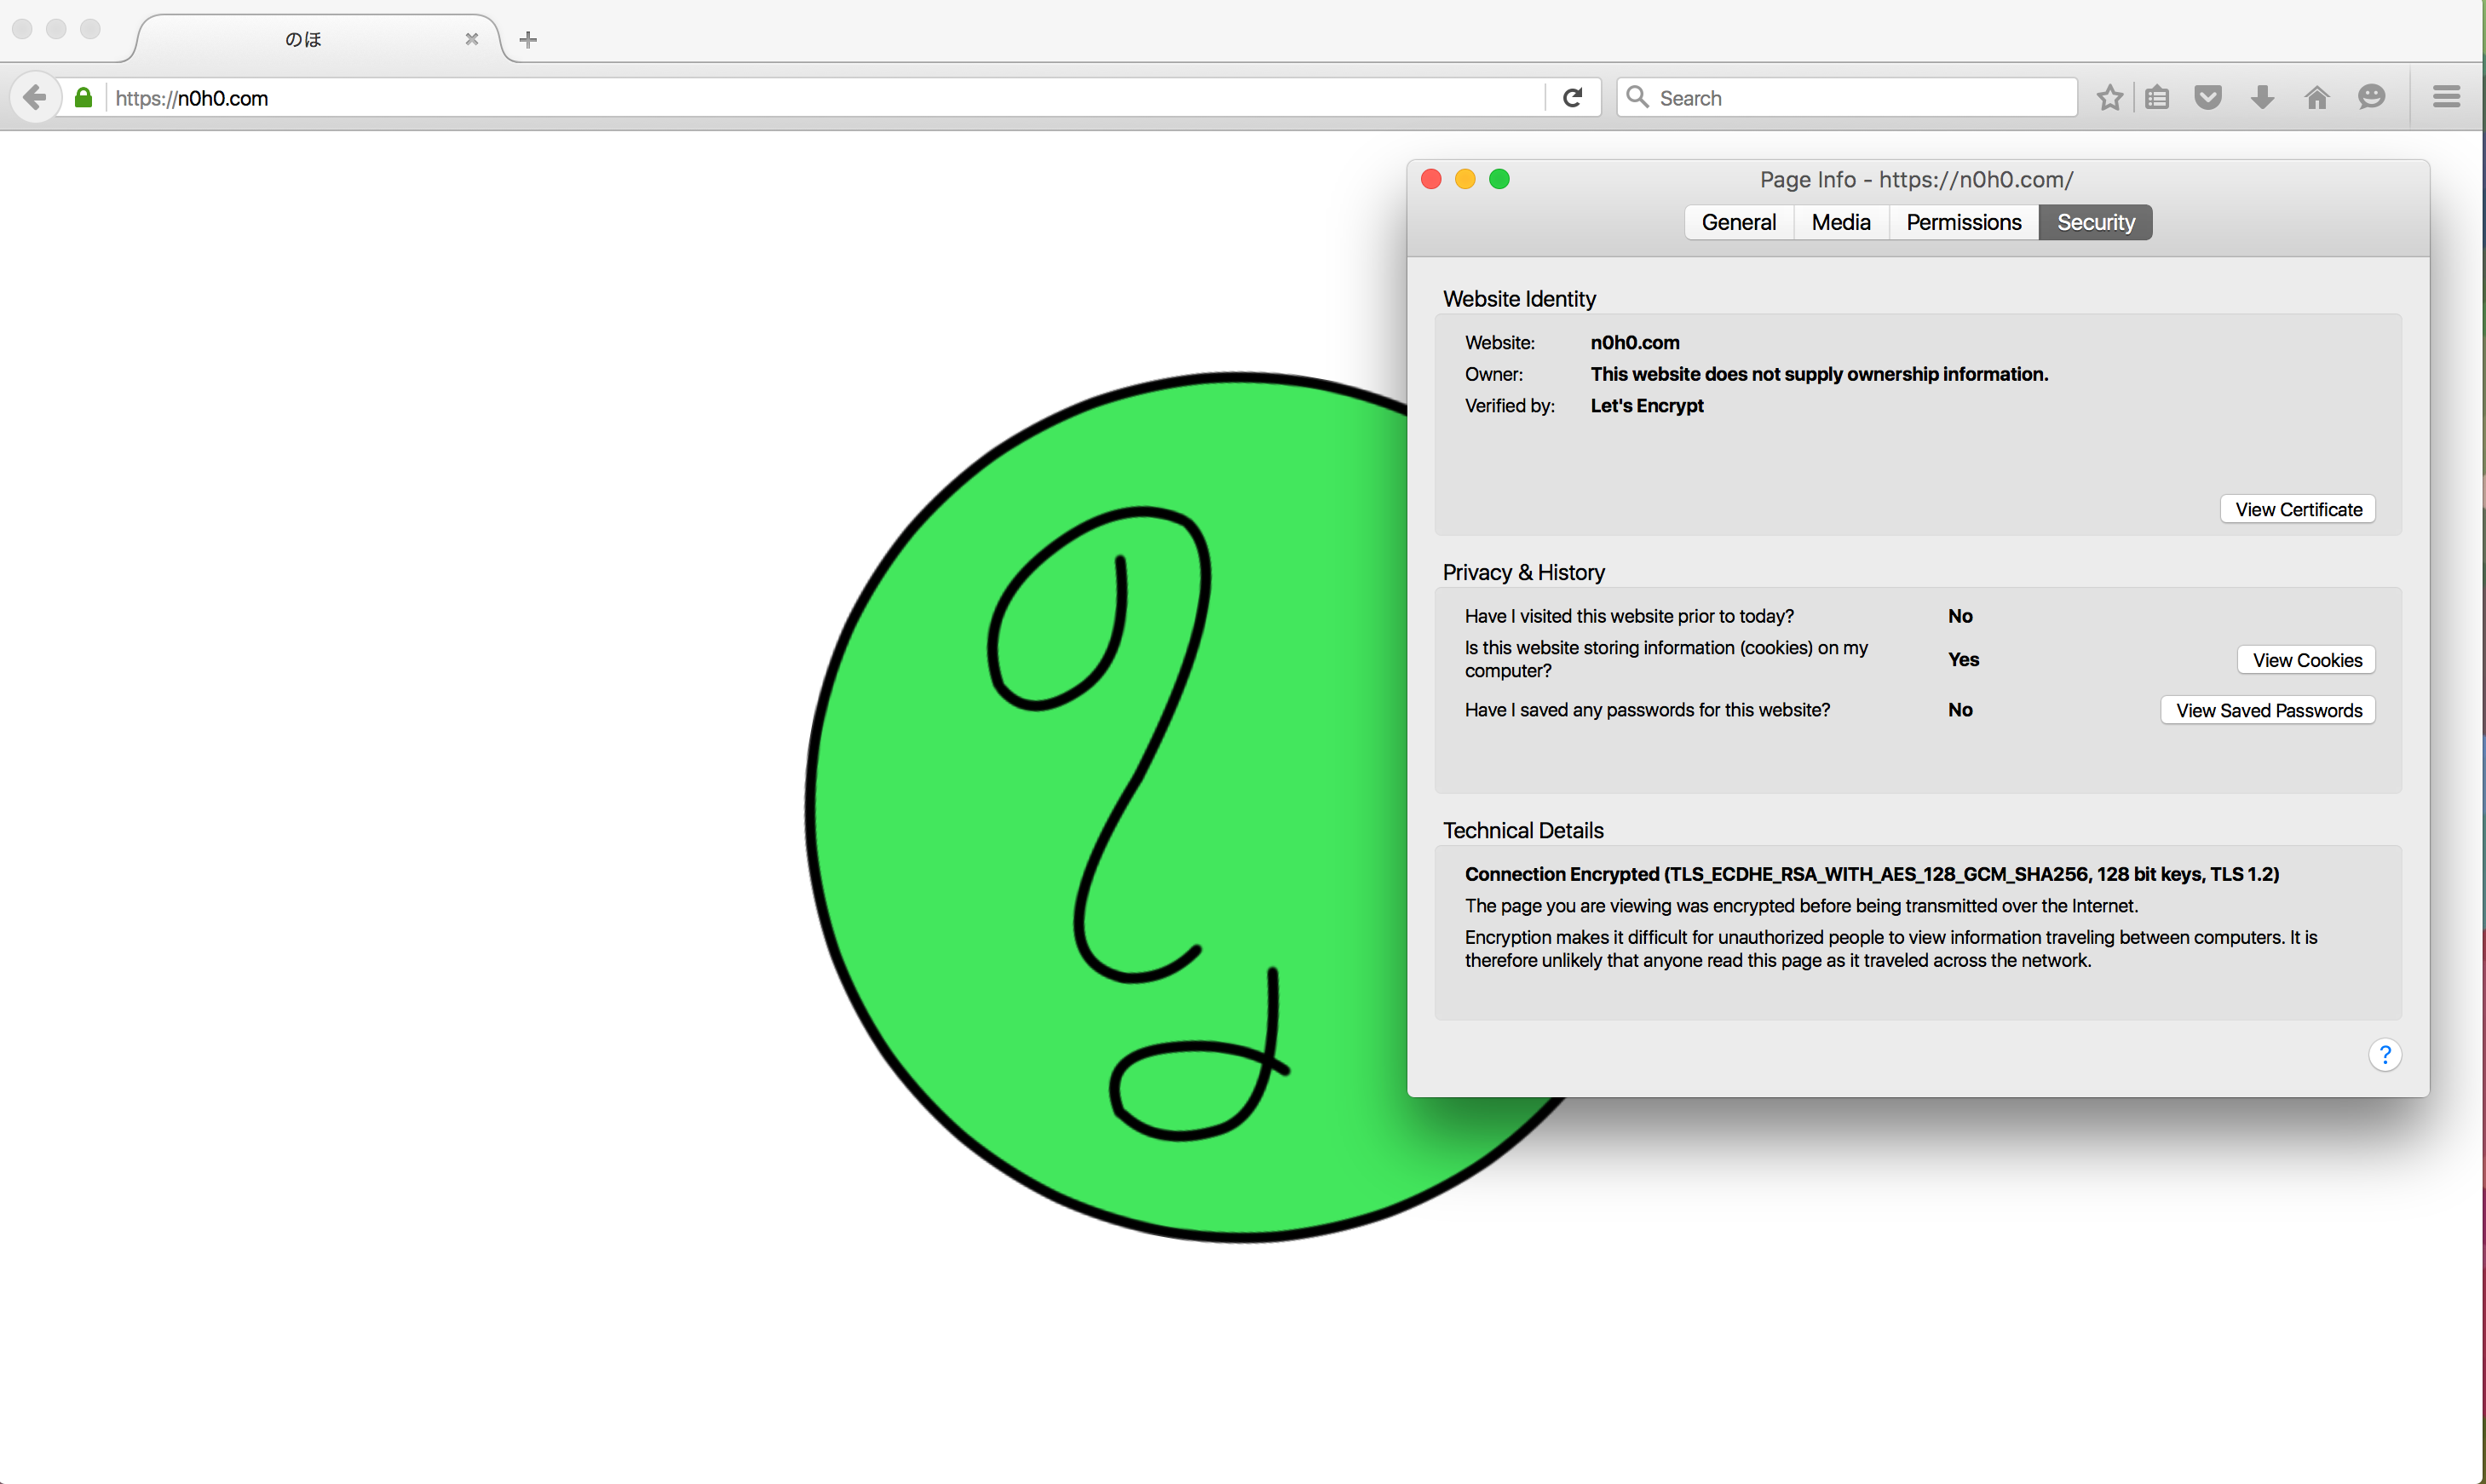 のほ
https://n0h0.com
Search
Page Info - https://n0h0.com/
General Media Permissions Security
Website Identity
Website: n0h0.com
Owner: This website does not supply ownership information.
Verified by: Let's Encrypt
View Certificate
Privacy & History
Have I visited this website prior to today? No
Is this website storing information (cookies) on my
computer?
Yes
View Cookies
Have I saved any passwords for this website? No
View Saved Passwords
Technical Details
Connection Encrypted (TLS_ECDHE_RSA_WITH_AES_128_GCM_SHA256, 128 bit keys, TLS 1.2)
The page you are viewing was encrypted before being transmitted over the Internet.
Encryption makes it difficult for unauthorized people to view information traveling between computers. It is
therefore unlikely that anyone read this page as it traveled across the network.
?